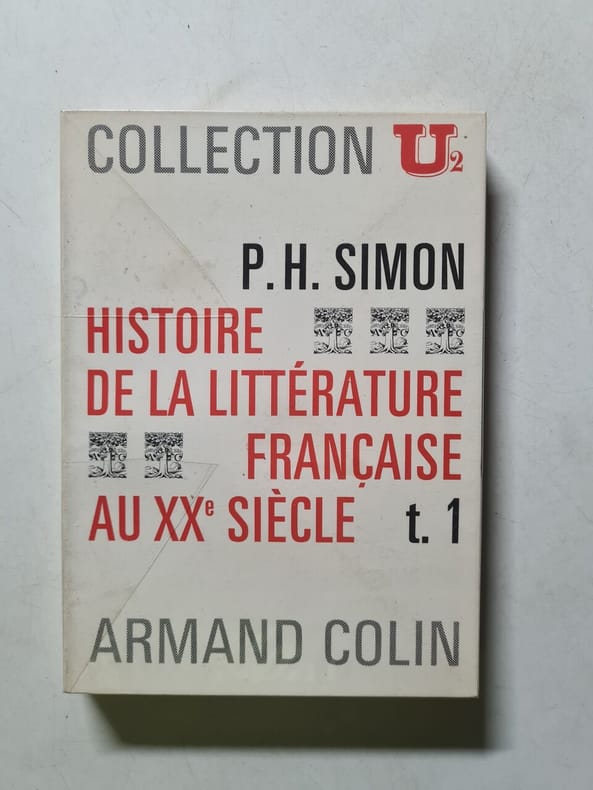 COLLECTION U2
P. H. SIMON
HISTOIRE
DE LA LITTÉRATURE
FRANÇAISE
AU XXe SIÈCLE t. 1
ARMAND COLIN